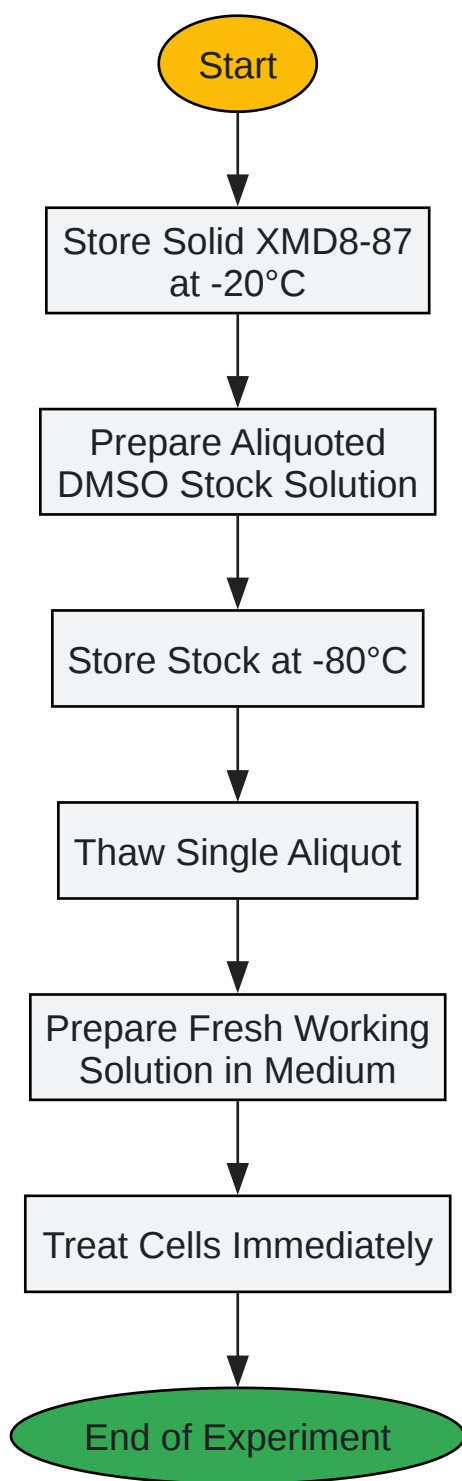 Start
Store Solid XMD8-87
at -20°C
Prepare Aliquoted
DMSO Stock Solution
Store Stock at -80°C
Thaw Single Aliquot
Prepare Fresh Working
Solution in Medium
Treat Cells Immediately
End of Experiment